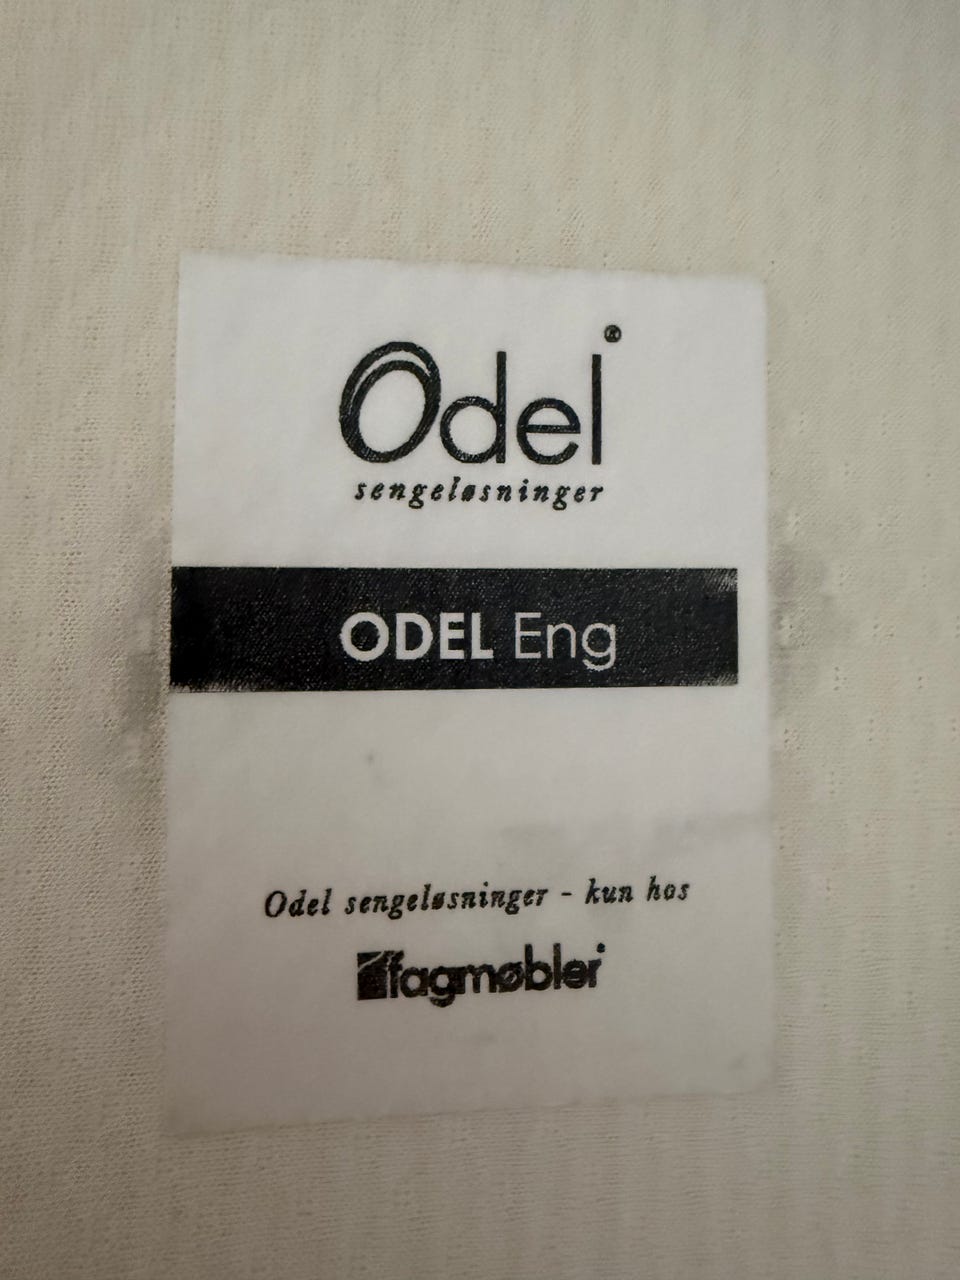 Odel®
sengeløsninger
ODEL Eng
Odel sengeløsninger - kun hos
fagmøbler